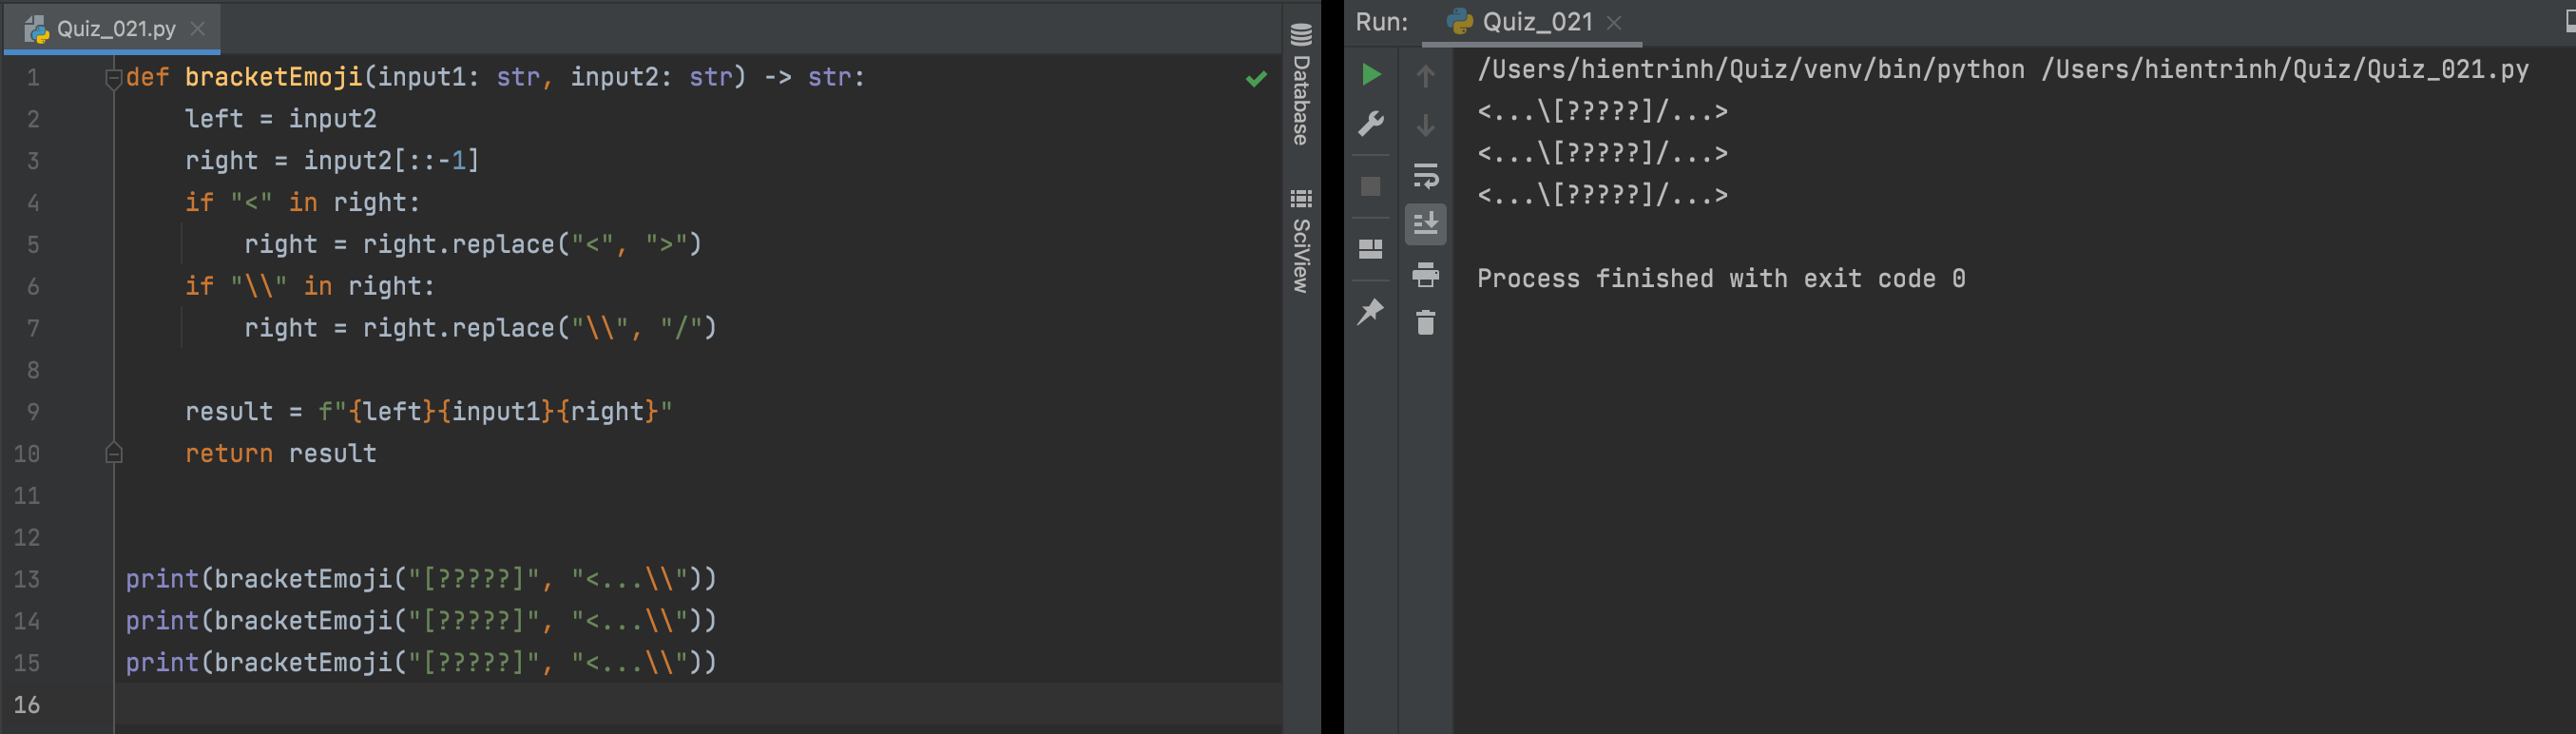 Quiz_021.py
1 def bracketEmoji(input1: str, input2: str) -> str:
2     left = input2
3     right = input2[::-1]
4     if "<" in right:
5         right = right.replace("<", ">")
6     if "\\" in right:
7         right = right.replace("\\", "/")
8
9     result = f"{left}{input1}{right}"
10     return result
11
12
13 print(bracketEmoji("[?????]", "<...\\"))
14 print(bracketEmoji("[?????]", "<...\\"))
15 print(bracketEmoji("[?????]", "<...\\"))
16
Database
SciView
Run: Quiz_021
/Users/hientrinh/Quiz/venv/bin/python /Users/hientrinh/Quiz/Quiz_021.py
<...\[?????]/...>
<...\[?????]/...>
<...\[?????]/...>
Process finished with exit code 0